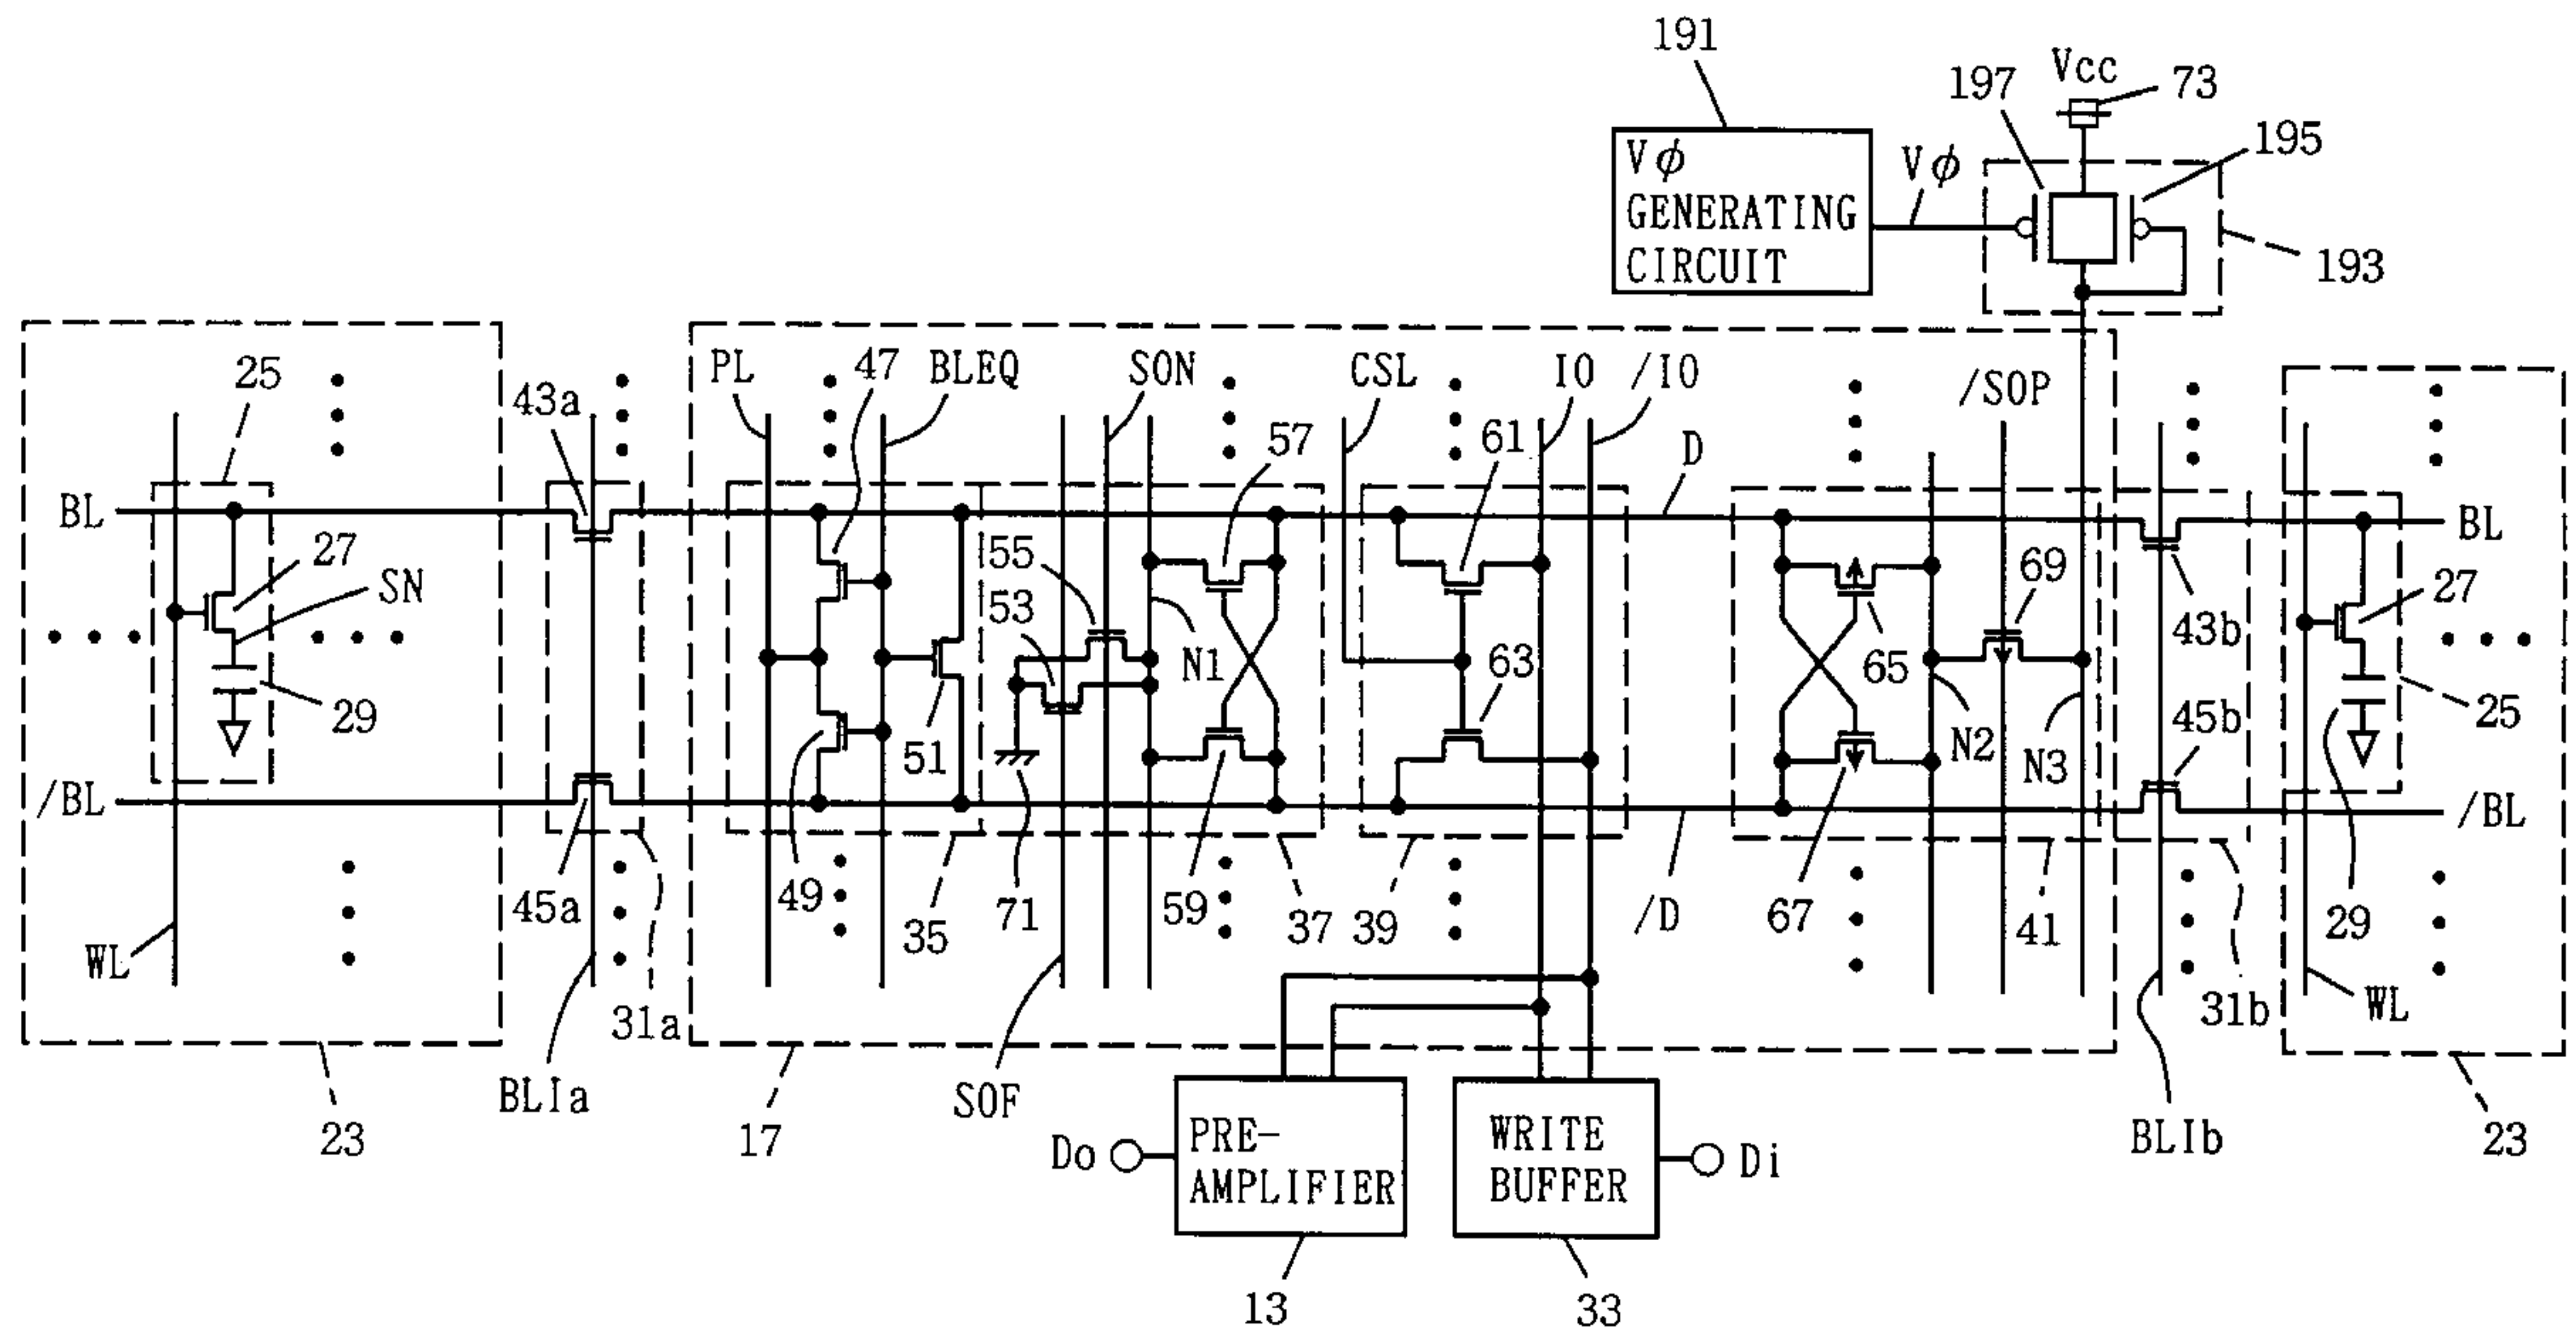 191
Vcc
197
73
195
Vφ
GENERATING
CIRCUIT
Vφ
193
25
43a
PL
47
BLEQ
SON
CSL
IO
/IO
/SOP
57
61
D
BL
BL
27
SN
55
53
69
27
43b
N1
63
65
29
51
N2
N3
45b
25
/BL
/BL
45a
49
35
71
59
37
39
/D
67
41
29
WL
31a
31b
WL
BLIa
SOF
23
17
BLIb
23
Do
PRE-
AMPLIFIER
WRITE
BUFFER
Di
13
33